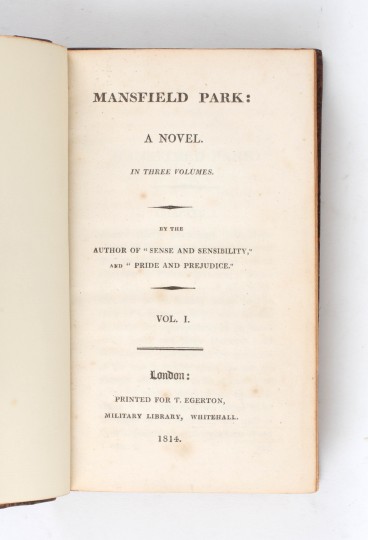 MANSFIELD PARK:
A NOVEL.
IN THREE VOLUMES.
BY THE
AUTHOR OF "SENSE AND SENSIBILITY,"
AND "PRIDE AND PREJUDICE."
VOL. I.
London:
PRINTED FOR T. EGERTON,
MILITARY LIBRARY, WHITEHALL.
1814.